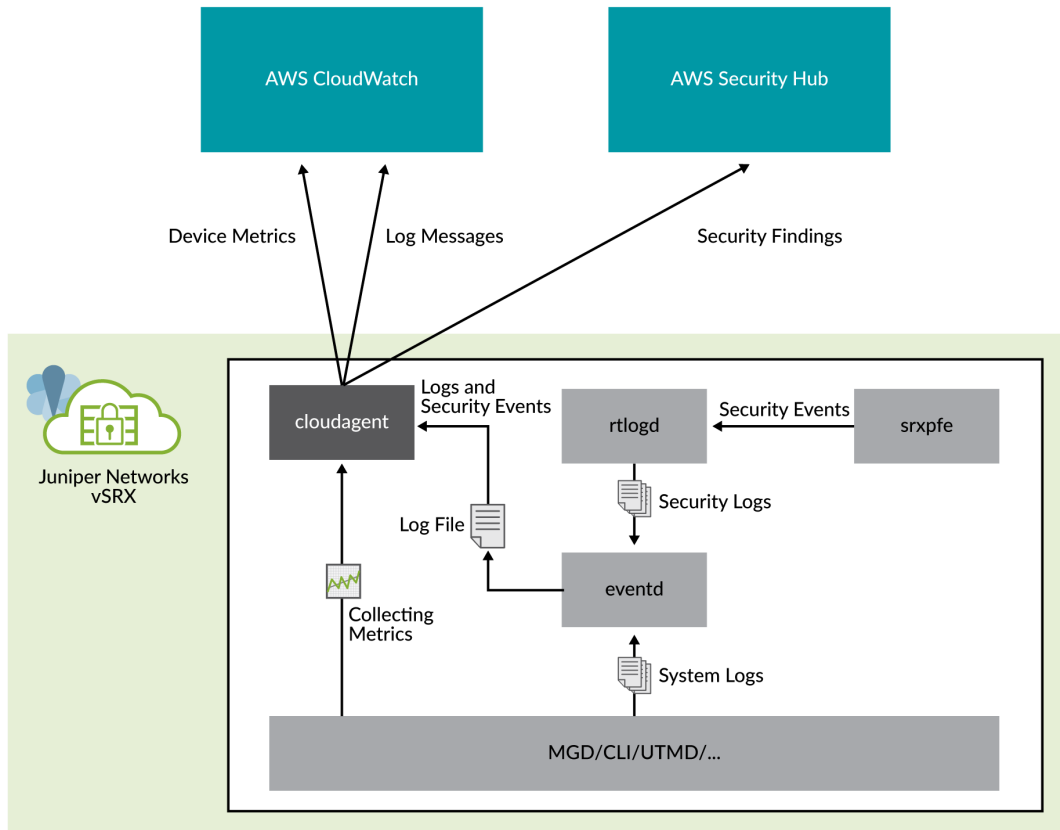 AWS CloudWatch
AWS Security Hub
Device Metrics
Log Messages
Security Findings
Juniper Networks
vSRX
cloudagent
Logs and
Security Events
rtlogd
Security Events
srxpfe
Security Logs
Log File
eventd
Collecting
Metrics
System Logs
MGD/CLI/UTMD/...